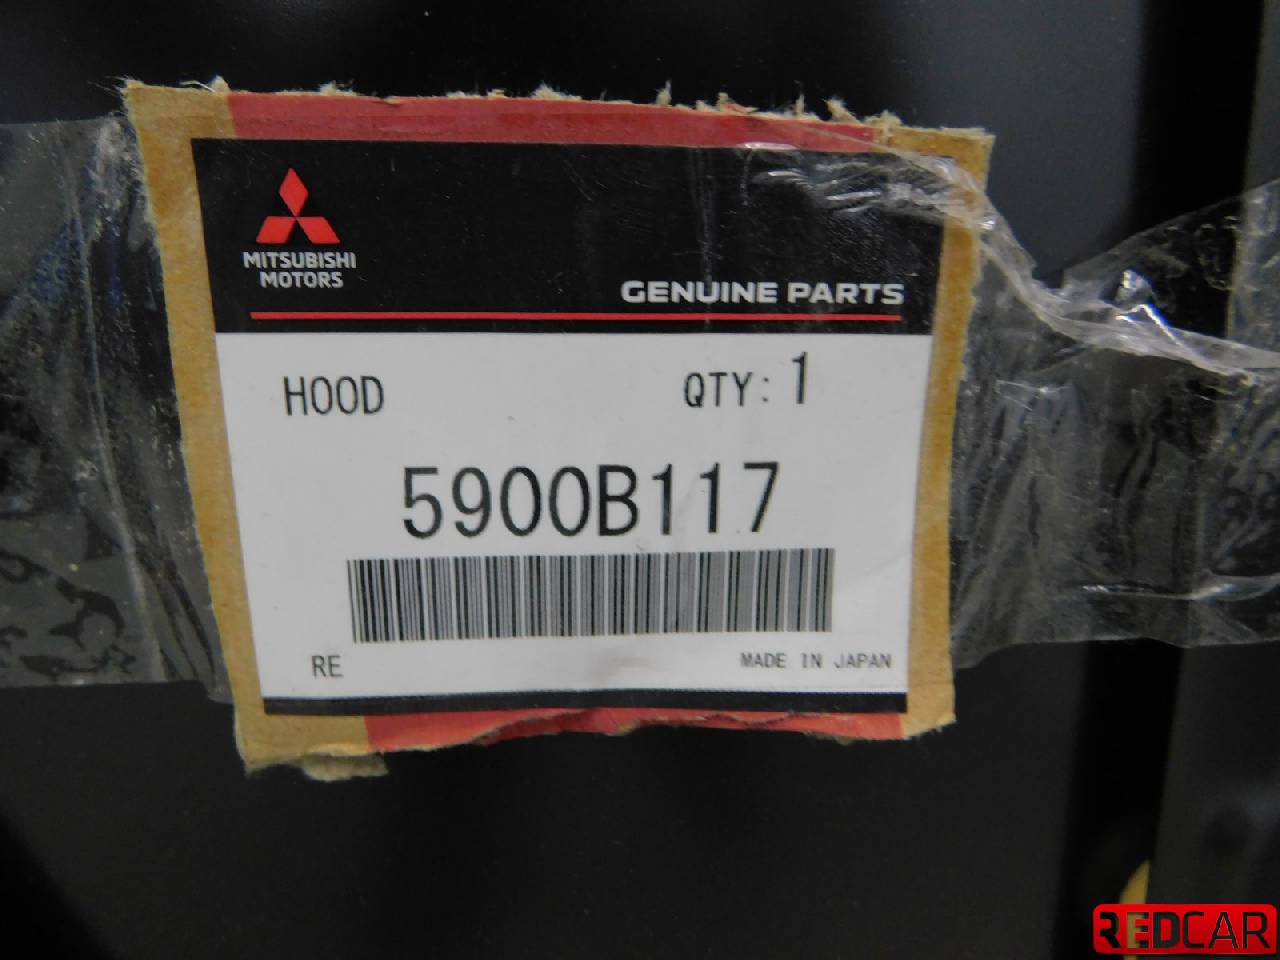 MITSUBISHI
MOTORS
GENUINE PARTS
HOOD QTY: 1
5900B117
RE MADE IN JAPAN
REDCAR